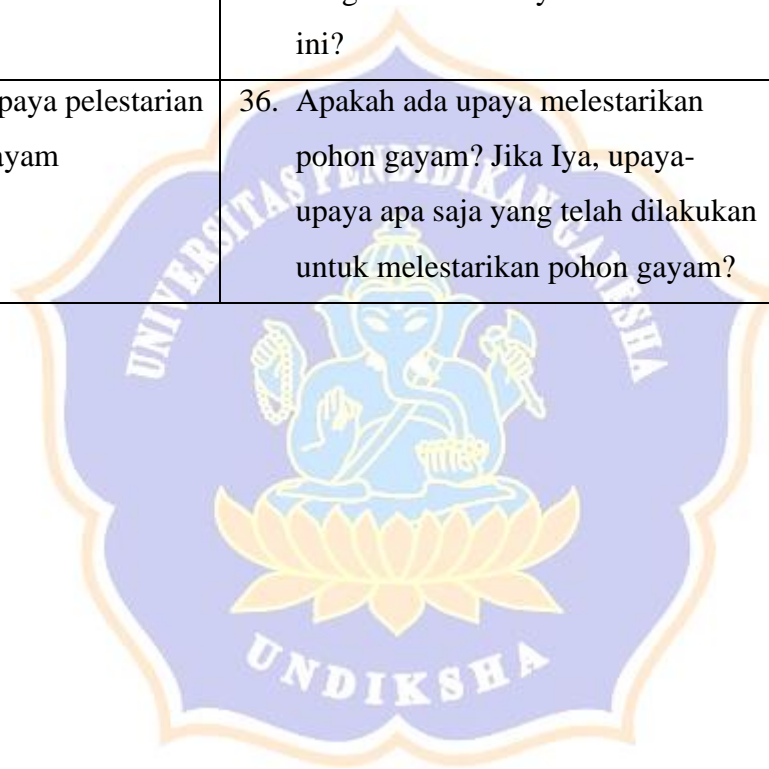 ini?
paya pelestarian
ayam
36. Apakah ada upaya melestarikan
pohon gayam? Jika Iya, upaya-
upaya apa saja yang telah dilakukan
untuk melestarikan pohon gayam?
UNIVERSITAS PENDIDIKAN GANESHA
UNDIKSHA